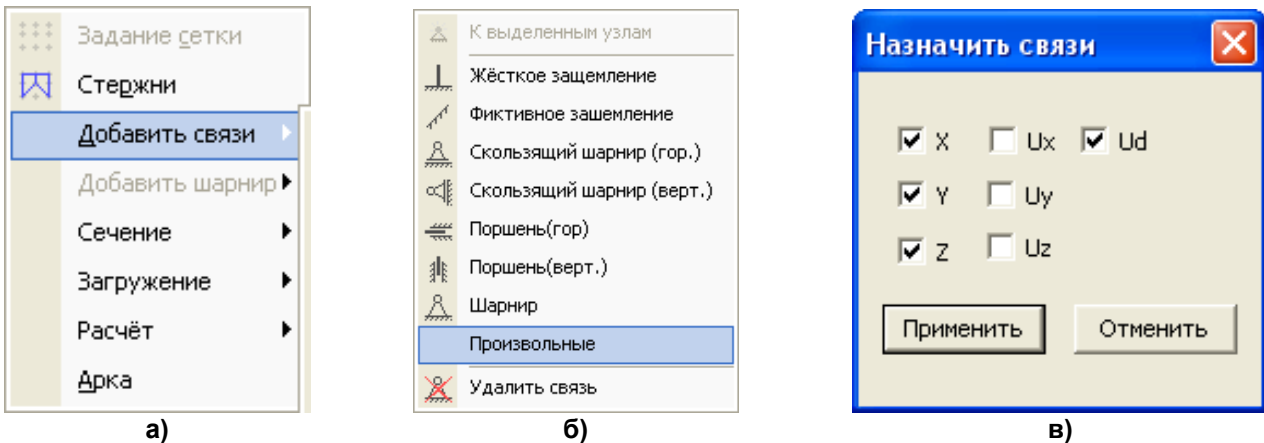 Задание сетки
Стержни
Добавить связи
Добавить шарнир
Сечение
Загружение
Расчёт
Арка
а)
К выделенным узлам
Жёсткое защемление
Фиктивное зашемление
Скользящий шарнир (гор.)
Скользящий шарнир (верт.)
Поршень(гор)
Поршень(верт.)
Шарнир
Произвольные
Удалить связь
б)
Назначить связи
X Ux Ud
Y Uy
Z Uz
Применить Отменить
в)